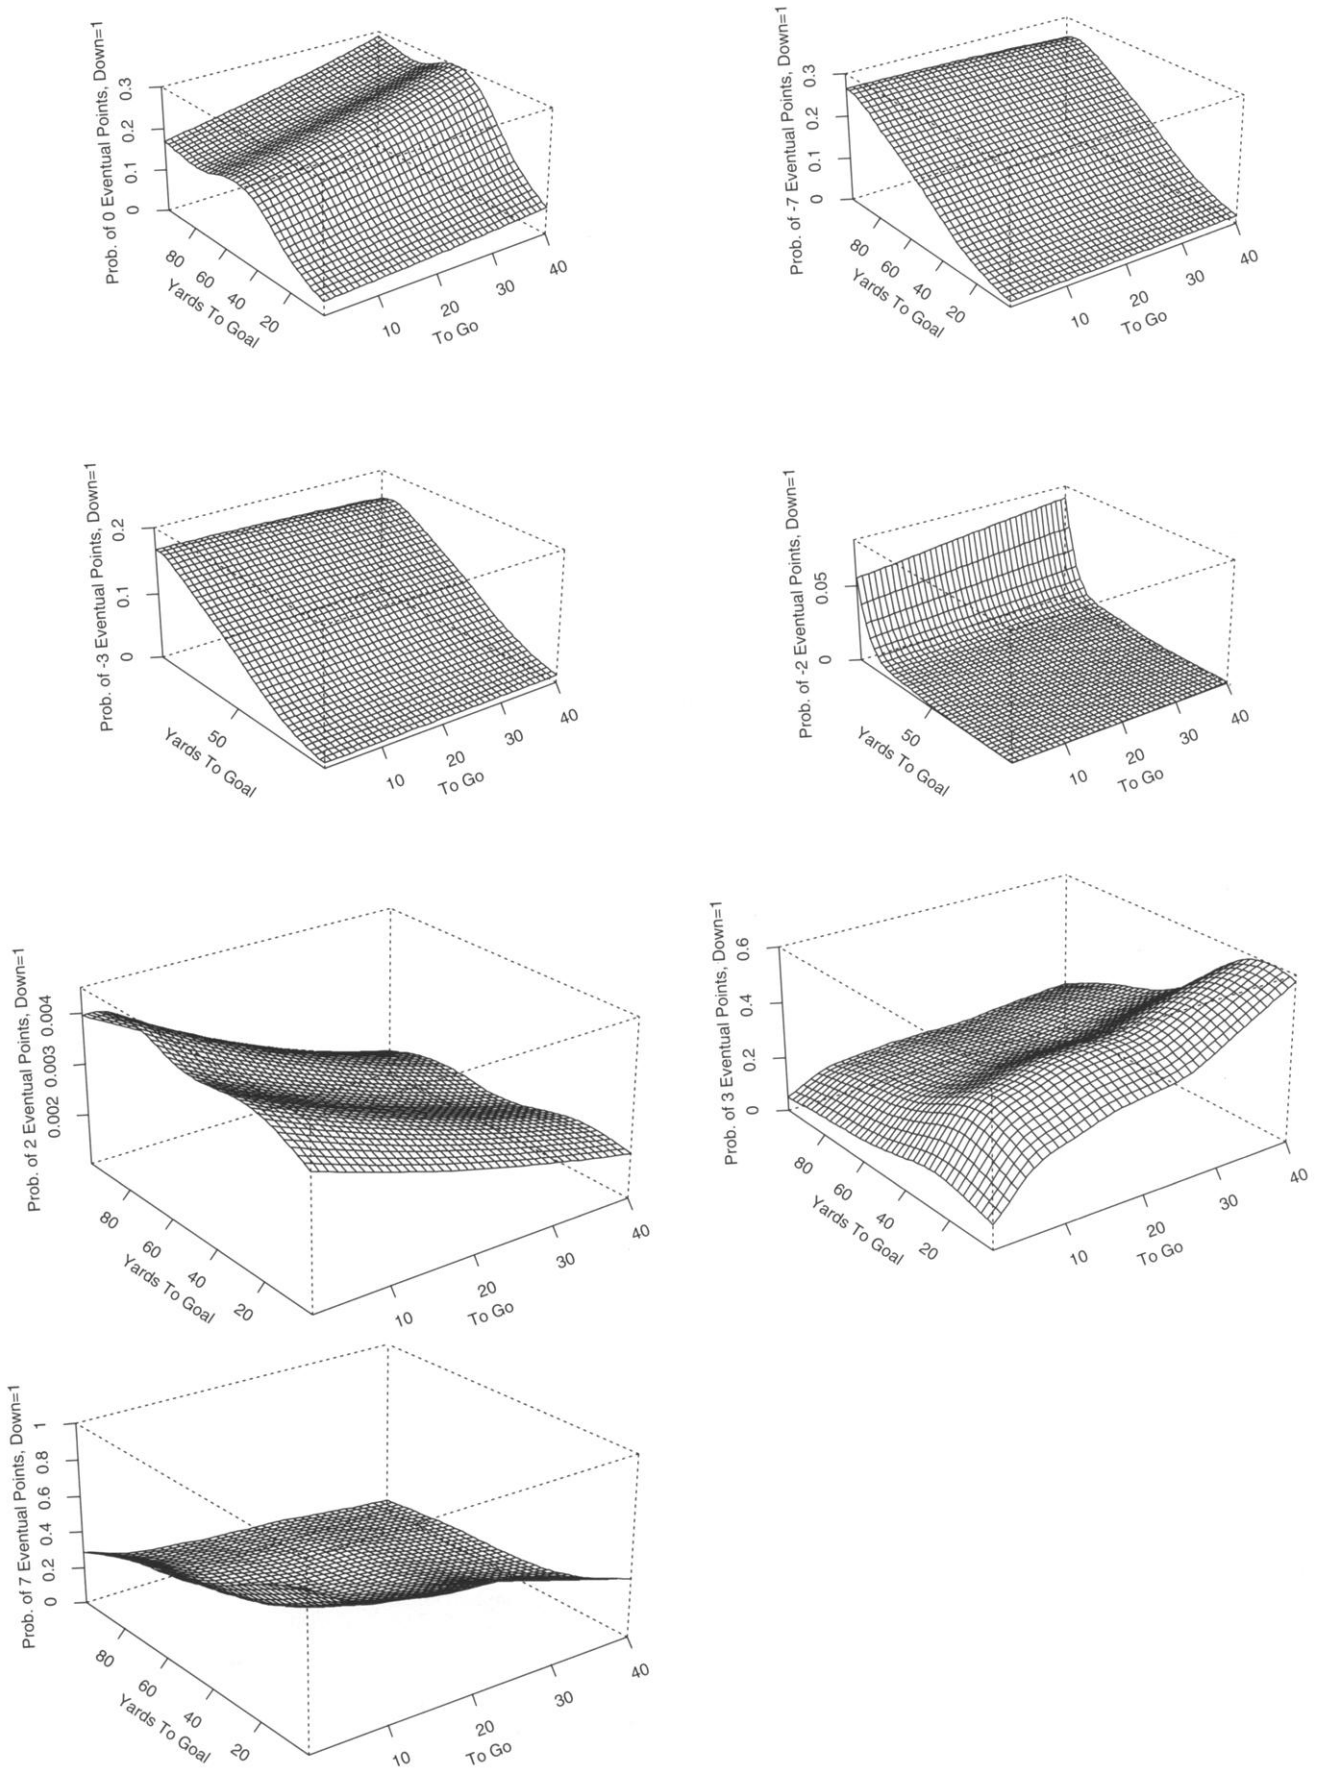 Prob. of 0 Eventual Points, Down=1
0 0.1 0.2 0.3
80 60 40 20
Yards To Goal
10 20 30 40
To Go
Prob. of -7 Eventual Points, Down=1
0 0.1 0.2 0.3
80 60 40 20
Yards To Goal
10 20 30 40
To Go
Prob. of -3 Eventual Points, Down=1
0 0.1 0.2
50
Yards To Goal
10 20 30 40
To Go
Prob. of -2 Eventual Points, Down=1
0 0.05
50
Yards To Goal
10 20 30 40
To Go
Prob. of 2 Eventual Points, Down=1
0.002 0.003 0.004
80 60 40 20
Yards To Goal
10 20 30 40
To Go
Prob. of 3 Eventual Points, Down=1
0 0.2 0.4 0.6
80 60 40 20
Yards To Goal
10 20 30 40
To Go
Prob. of 7 Eventual Points, Down=1
0 0.2 0.4 0.6 0.8 1
80 60 40 20
Yards To Goal
10 20 30 40
To Go